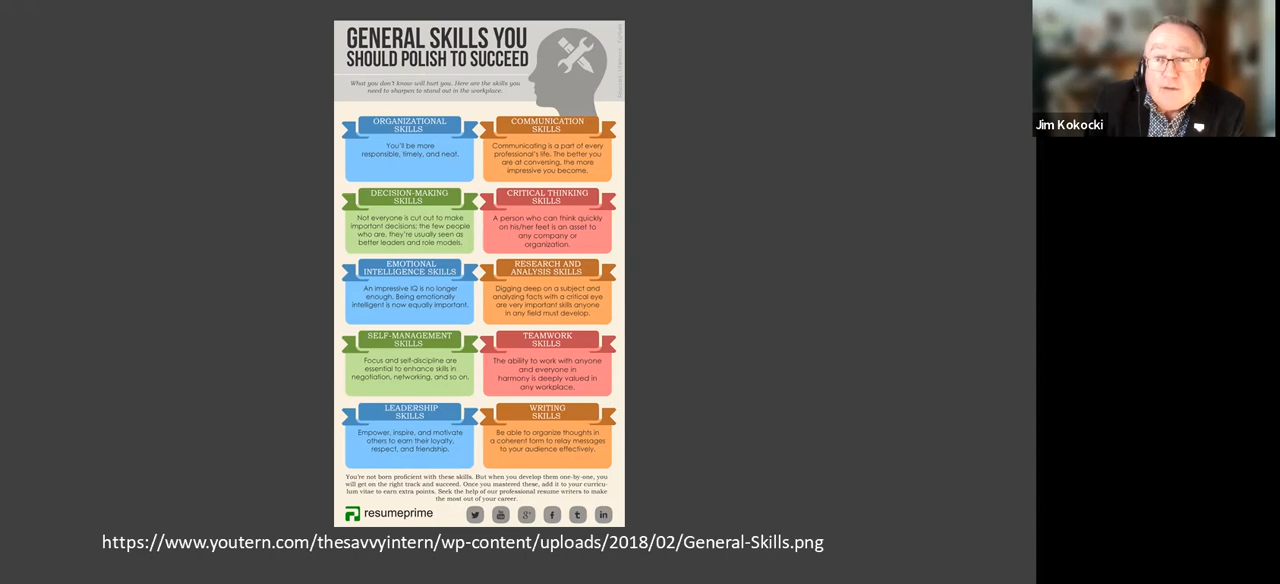 GENERAL SKILLS YOU
SHOULD POLISH TO SUCCEED
What you don't know will hurt you. Here are the skills you
need to sharpen to stand out in the workplace.
ORGANIZATIONAL
SKILLS
You'll be more
responsible, timely, and neat.
COMMUNICATION
SKILLS
Communicating is a part of every
professional's life. The better you
are at conversing, the more
impressive you become.
DECISION-MAKING
SKILLS
Not everyone is cut out to make
important decisions; the few people
who are, they're usually seen as
better leaders and role models.
CRITICAL THINKING
SKILLS
A person who can think quickly
on his/her feet is an asset to
any company or
organization.
EMOTIONAL
INTELLIGENCE SKILLS
An impressive IQ is no longer
enough. Being emotionally
intelligent is now equally important.
RESEARCH AND
ANALYSIS SKILLS
Digging deep on a subject and
analyzing facts with a critical eye
are very important skills anyone
in any field must develop.
SELF-MANAGEMENT
SKILLS
Focus and self-discipline are
essential to enhance skills in
negotiation, networking, and so on.
TEAMWORK
SKILLS
The ability to work with anyone
and everyone in
harmony is deeply valued in
any workplace.
LEADERSHIP
SKILLS
Empower, inspire, and motivate
others to earn their loyalty,
respect, and friendship.
WRITING
SKILLS
Be able to organize thoughts in
a coherent form to relay messages
to your audience effectively.
You're not born proficient with these skills. But when you develop them one-by-one, you
will get on the right track and succeed. Once you mastered these, add it to your curricu-
lum vitae to earn extra points. Seek the help of our professional resume writers to make
the most out of your career.
resumeprime
https://www.youtern.com/thesavvyintern/wp-content/uploads/2018/02/General-Skills.png
Jim Kokocki